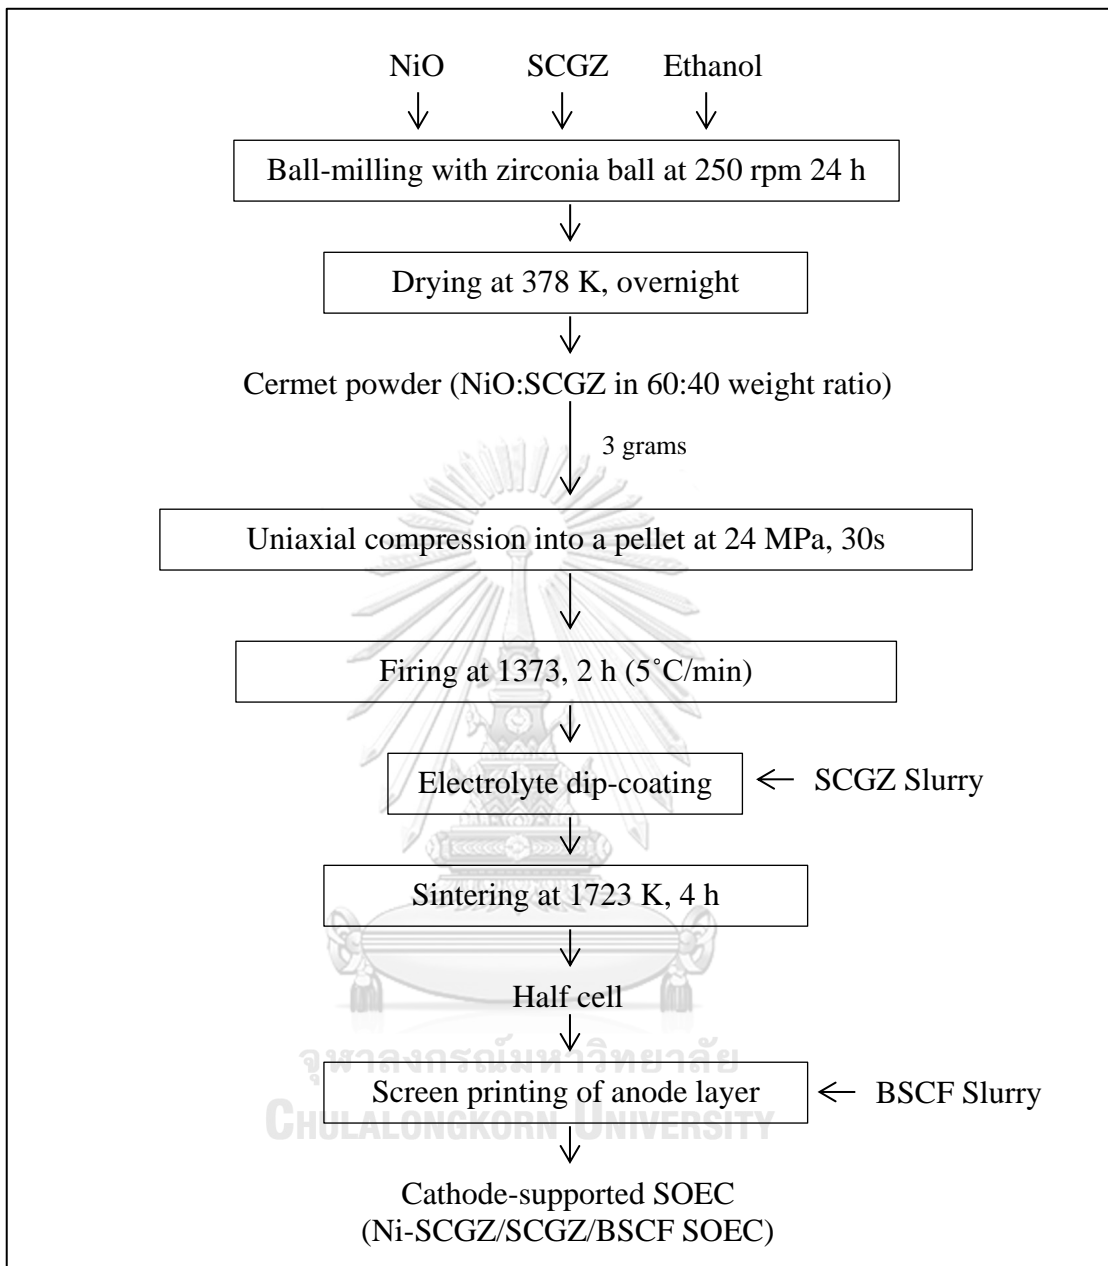 NiO SCGZ Ethanol
Ball-milling with zirconia ball at 250 rpm 24 h
Drying at 378 K, overnight
Cermet powder (NiO:SCGZ in 60:40 weight ratio)
3 grams
Uniaxial compression into a pellet at 24 MPa, 30s
Firing at 1373, 2 h (5˚C/min)
Electrolyte dip-coating
SCGZ Slurry
Sintering at 1723 K, 4 h
Half cell
จุฬาลงกรณ์มหาวิทยาลัย
Screen printing of anode layer
BSCF Slurry
CHULALONGKORN UNIVERSITY
Cathode-supported SOEC
(Ni-SCGZ/SCGZ/BSCF SOEC)